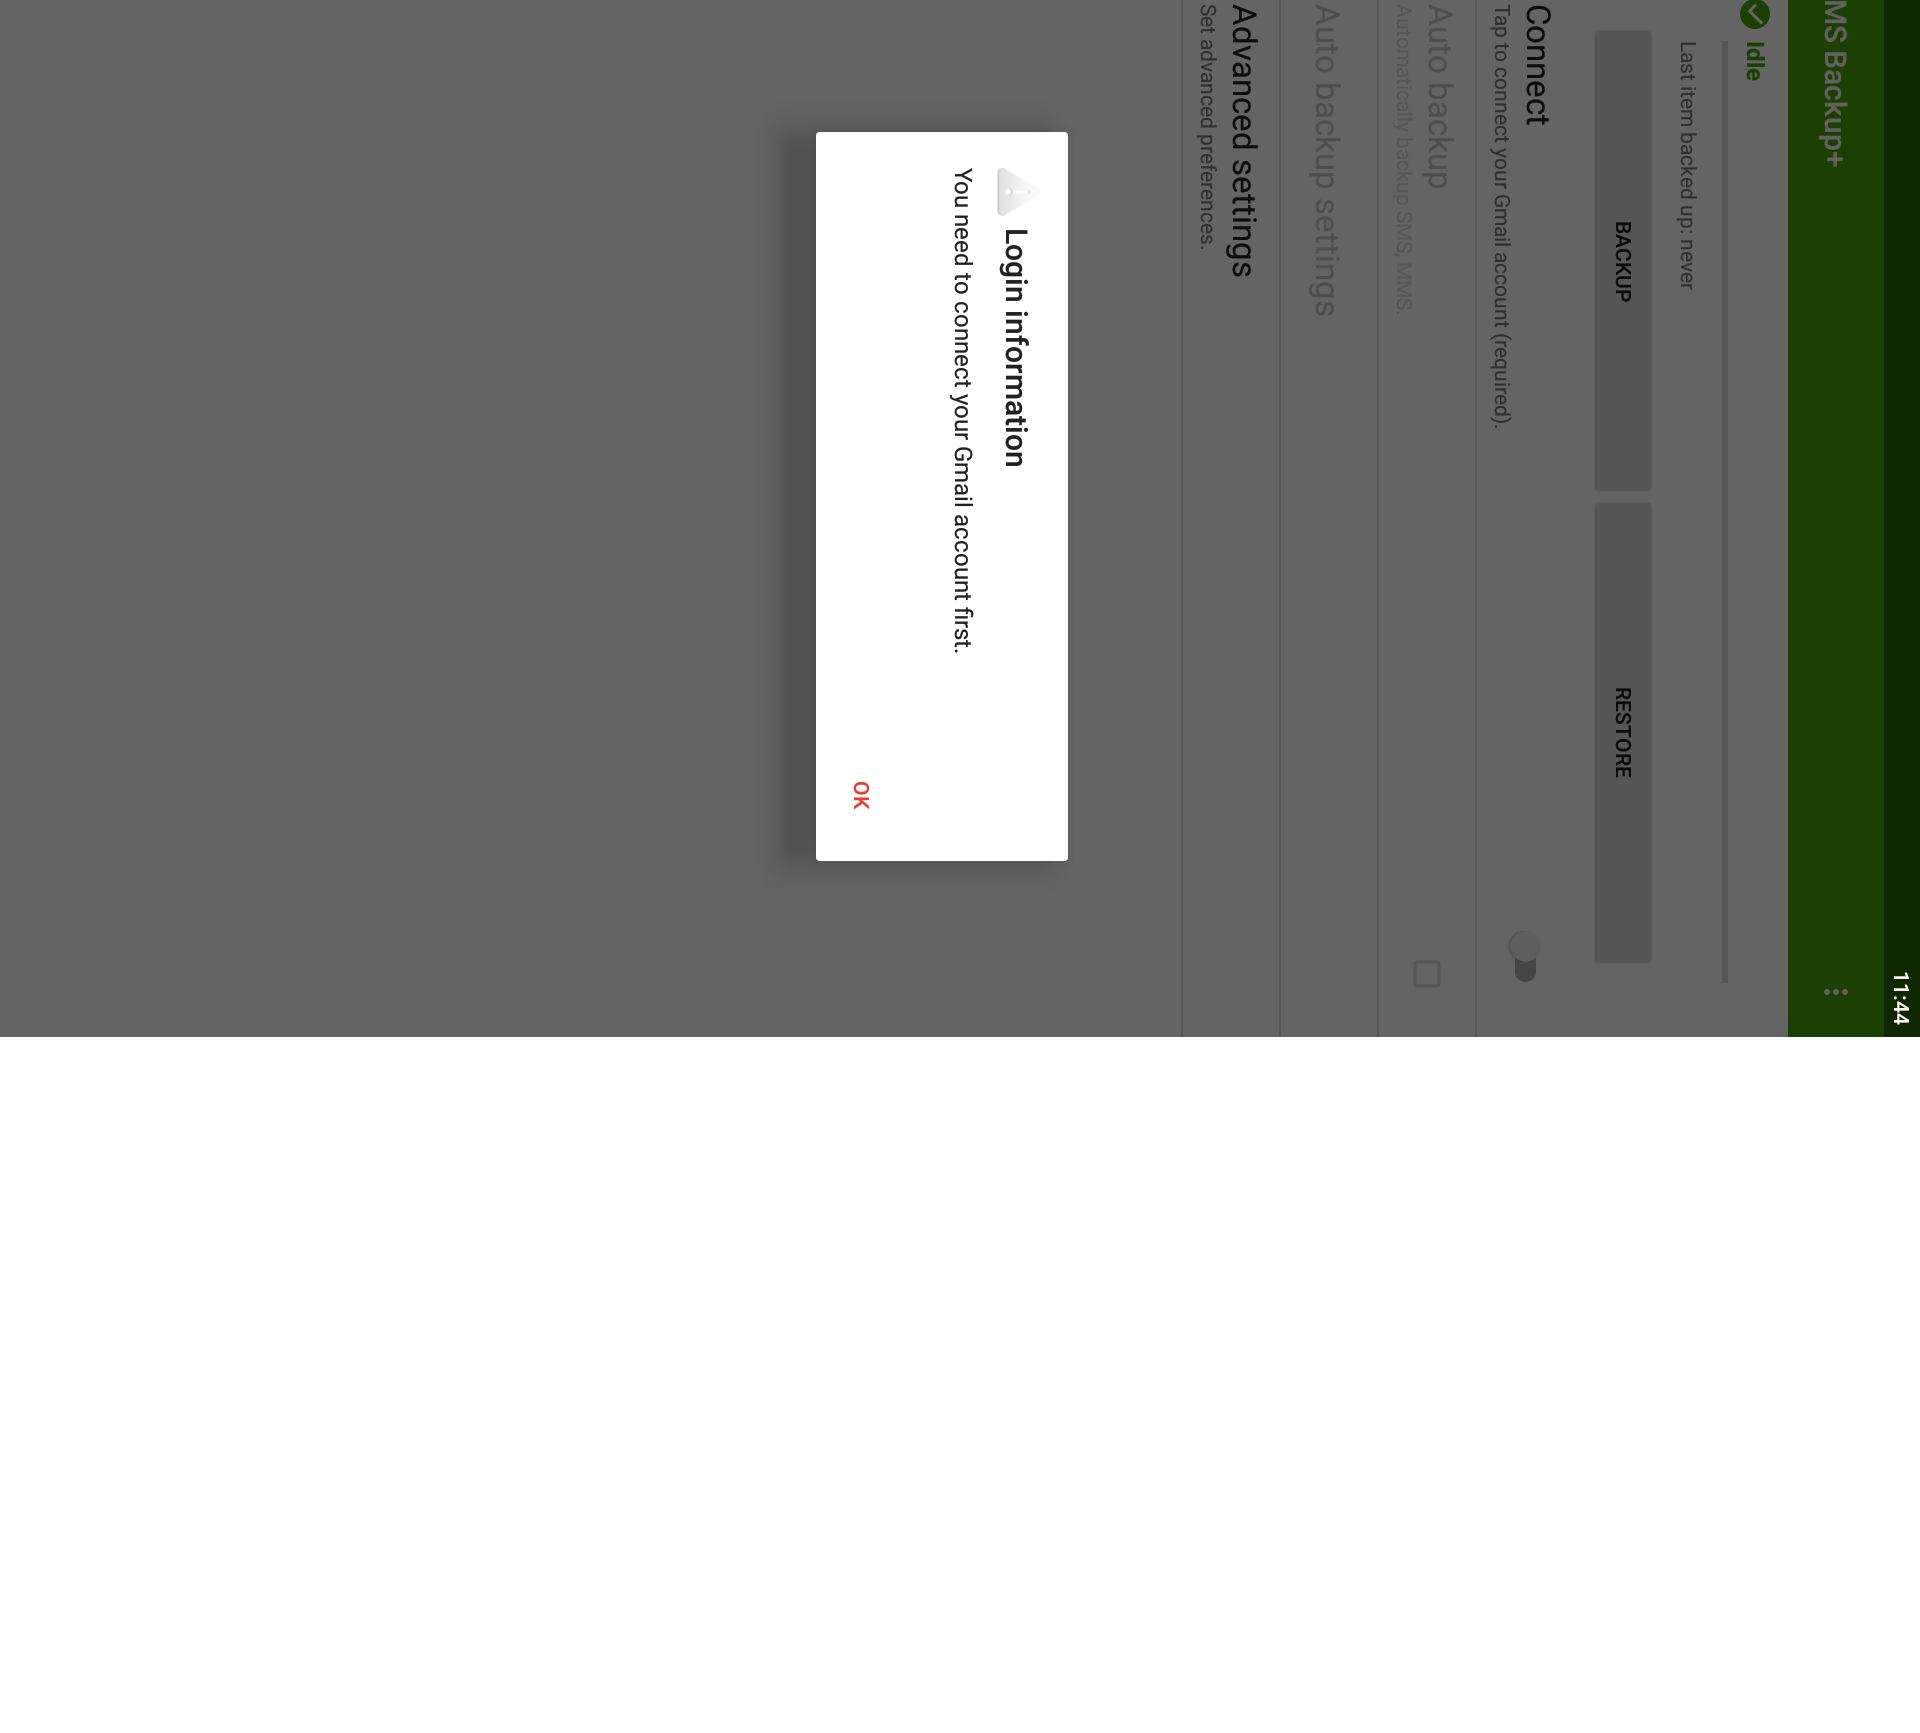 11:44
MS Backup+
Idle
Last item backed up: never
BACKUP
RESTORE
Connect
Tap to connect your Gmail account (required).
Auto backup
Automatically backup SMS, MMS.
Auto backup settings
Advanced settings
Set advanced preferences.
Login information
You need to connect your Gmail account first.
OK